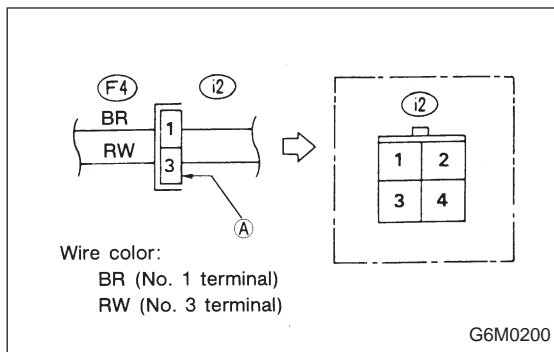 F4 i2
BR
RW
1
3
A
i2
1 2
3 4
Wire color:
BR (No. 1 terminal)
RW (No. 3 terminal)
G6M0200